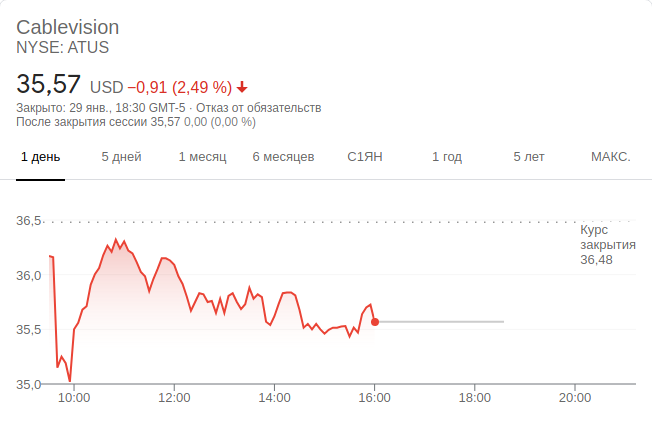 Cablevision
NYSE: ATUS
35,57 USD −0,91 (2,49 %)
Закрыто: 29 янв., 18:30 GMT-5 · Отказ от обязательств
После закрытия сессии 35,57 0,00 (0,00 %)
1 день 5 дней 1 месяц 6 месяцев С1ЯН 1 год 5 лет МАКС.
36,5
Курс
закрытия
36,48
36,0
35,5
35,0
10:00 12:00 14:00 16:00 18:00 20:00